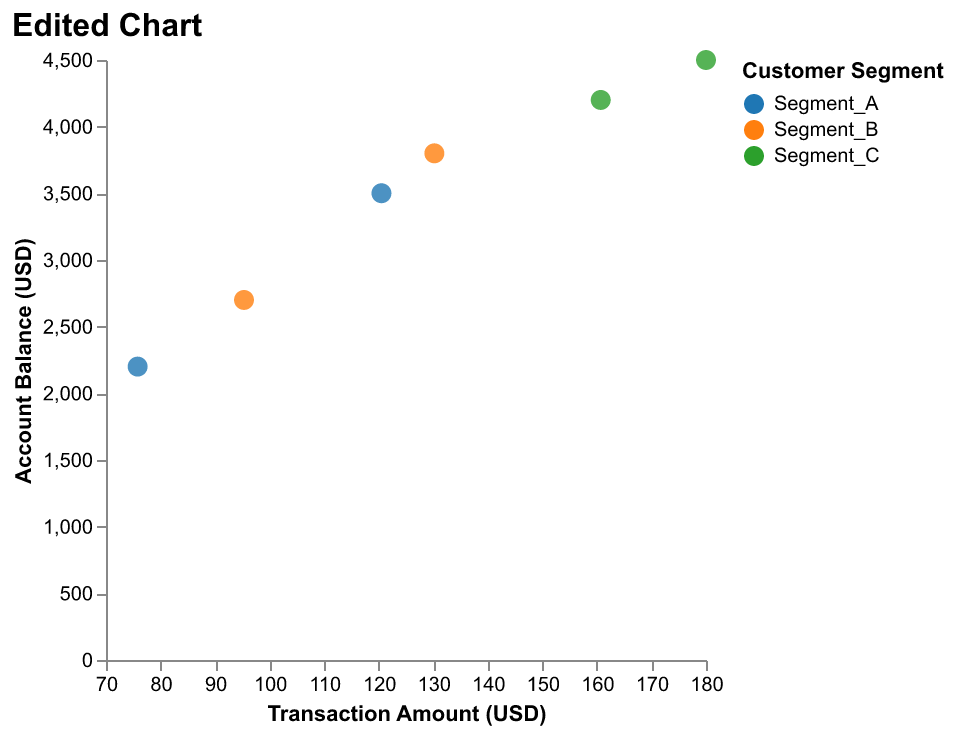 Edited Chart
4,500
4,000
3,500
3,000
2,500
2,000
1,500
1,000
500
0
Account Balance (USD)
70 80 90 100 110 120 130 140 150 160 170 180
Transaction Amount (USD)
Customer Segment
Segment_A
Segment_B
Segment_C